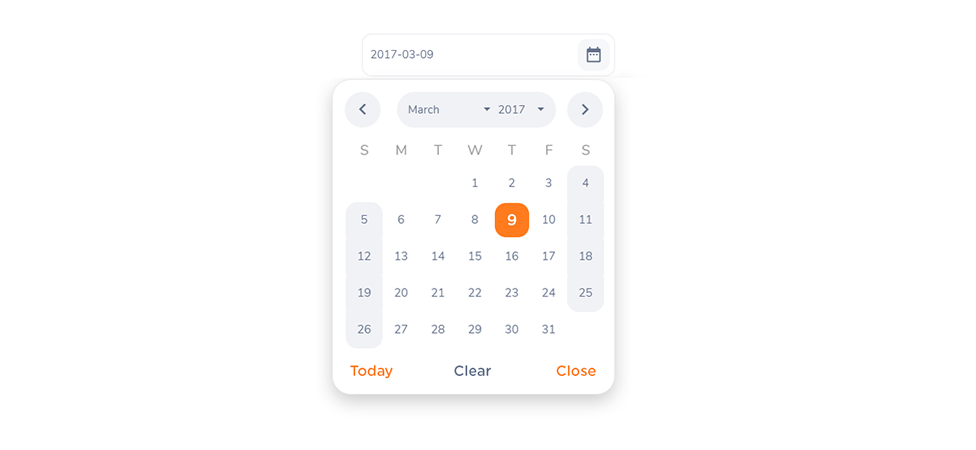 2017-03-09
March 2017
S M T W T F S
1 2 3 4
5 6 7 8 9 10 11
12 13 14 15 16 17 18
19 20 21 22 23 24 25
26 27 28 29 30 31
Today Clear Close